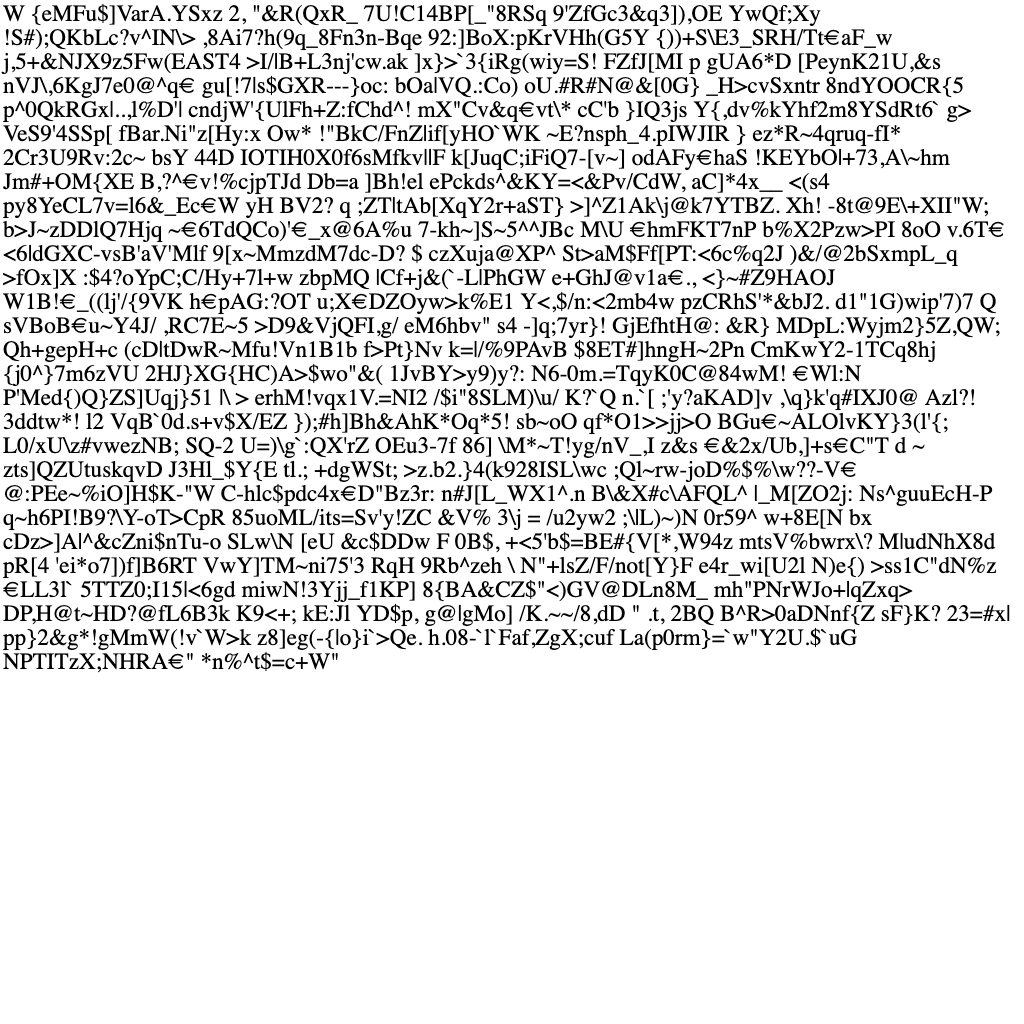 W {eMFu$]VarA.YSxz 2, "&R(QxR_ 7U!C14BP[_"8RSq 9'ZfGc3&q3]),OE YwQf;Xy
!S#);QKbLc?v^IN\> ,8Ai7?h(9q_8Fn3n-Bqe 92:]BoX:pKrVHh(G5Y {))+S\E3_SRH/Tt€aF_w
j,5+&NJX9z5Fw(EAST4 >I/|B+L3nj'cw.ak ]x}>`3{iRg(wiy=S! FZfJ[MI p gUA6*D [PeynK21U,&s
nVJ\,6KgJ7e0@^q€ gu[!7|s$GXR---}oc: bOa|VQ.:Co) oU.#R#N@&[0G} _H>cvSxntr 8ndYOOCR{5
p^0QkRGx|..,l%D'| cndjW'{UlFh+Z:fChd^! mX"Cv&q€vt\* cC'b }IQ3js Y{,dv%kYhf2m8YSdRt6` g>
VeS9'4SSp[ fBar.Ni"z[Hy:x Ow* !"BkC/FnZ|if[yHO`WK ~E?nsph_4.pIWJIR } ez*R~4qruq-fI*
2Cr3U9Rv:2c~ bsY 44D IOTIH0X0f6sMfkv||F k[JuqC;iFiQ7-[v~] odAFy€haS !KEYbO|+73,A\~hm
Jm#+OM{XE B,?^€v!%cjpTJd Db=a ]Bh!el ePckds^&KY=<&Pv/CdW, aC]*4x__ <(s4
py8YeCL7v=l6&_Ec€W yH BV2? q ;ZT|tAb[XqY2r+aST} >]^Z1Ak\j@k7YTBZ. Xh! -8t@9E\+XII"W;
b>J~zDDlQ7Hjq ~€6TdQCo)'€_x@6A%u 7-kh~]S~5^^JBc M\U €hmFKT7nP b%X2Pzw>PI 8oO v.6T€
<6|dGXC-vsB'aV'Mlf 9[x~MmzdM7dc-D? $ czXuja@XP^ St>aM$Ff[PT:<6c%q2J )&/@2bSxmpL_q
>fOx]X :$4?oYpC;C/Hy+7l+w zbpMQ |Cf+j&(`-L|PhGW e+GhJ@v1a€., <}~#Z9HAOJ
W1B!€_((lj'/{9VK h€pAG:?OT u;X€DZOyw>k%E1 Y<,$/n:<2mb4w pzCRhS'*&bJ2. d1"1G)wip'7)7 Q
sVBoB€u~Y4J/ ,RC7E~5 >D9&VjQFI,g/ eM6hbv" s4 -]q;7yr}! GjEfhtH@: &R} MDpL:Wyjm2}5Z,QW;
Qh+gepH+c (cD|tDwR~Mfu!Vn1B1b f>Pt}Nv k=|/%9PAvB $8ET#]hngH~2Pn CmKwY2-1TCq8hj
{j0^}7m6zVU 2HJ}XG{HC)A>$wo"&( 1JvBY>y9)y?: N6-0m.=TqyK0C@84wM! €Wl:N
P'Med{)Q}ZS]Uqj}51 |\ > erhM!vqx1V.=NI2 /$i"8SLM)\u/ K?`Q n.`[ ;'y?aKAD]v ,\q}k'q#IXJ0@ Azl?!
3ddtw*! l2 VqB`0d.s+v$X/EZ });#h]Bh&AhK*Oq*5! sb~oO qf*O1>>jj>O BGu€~ALOlvKY}3(l'{;
L0/xU\z#vwezNB; SQ-2 U=)\g`:QX'rZ OEu3-7f 86] \M*~T!yg/nV_,I z&s €&2x/Ub,]+s€C"T d ~
zts]QZUtuskqvD J3Hl_$Y{E tl.; +dgWSt; >z.b2.}4(k928ISL\wc ;Ql~rw-joD%$%\w??-V€
@:PEe~%iO]H$K-"W C-hlc$pdc4x€D"Bz3r: n#J[L_WX1^.n B\&X#c\AFQL^ |_M[ZO2j: Ns^guuEcH-P
q~h6PI!B9?\Y-oT>CpR 85uoML/its=Sv'y!ZC &V% 3\j = /u2yw2 ;\|L)~)N 0r59^ w+8E[N bx
cDz>]A|^&cZni$nTu-o SLw\N [eU &c$DDw F 0B$, +<5'b$=BE#{V[*,W94z mtsV%bwrx\? M|udNhX8d
pR[4 'ei*o7])f]B6RT VwY]TM~ni75'3 RqH 9Rb^zeh \ N"+lsZ/F/not[Y}F e4r_wi[U2l N)e{) >ss1C"dN%z
€LL3l` 5TTZ0;I15|<6gd miwN!3Yjj_f1KP] 8{BA&CZ$"<)GV@DLn8M_ mh"PNrWJo+|qZxq>
DP,H@t~HD?@fL6B3k K9<+; kE:Jl YD$p, g@|gMo] /K.~~/8,dD " .t, 2BQ B^R>0aDNnf{Z sF}K? 23=#x|
pp}2&g*!gMmW(!v`W>k z8]eg(-{|o}i`>Qe. h.08-`l`Faf,ZgX;cuf La(p0rm}=`w"Y2U.$`uG
NPTITzX;NHRA€" *n%^t$=c+W"